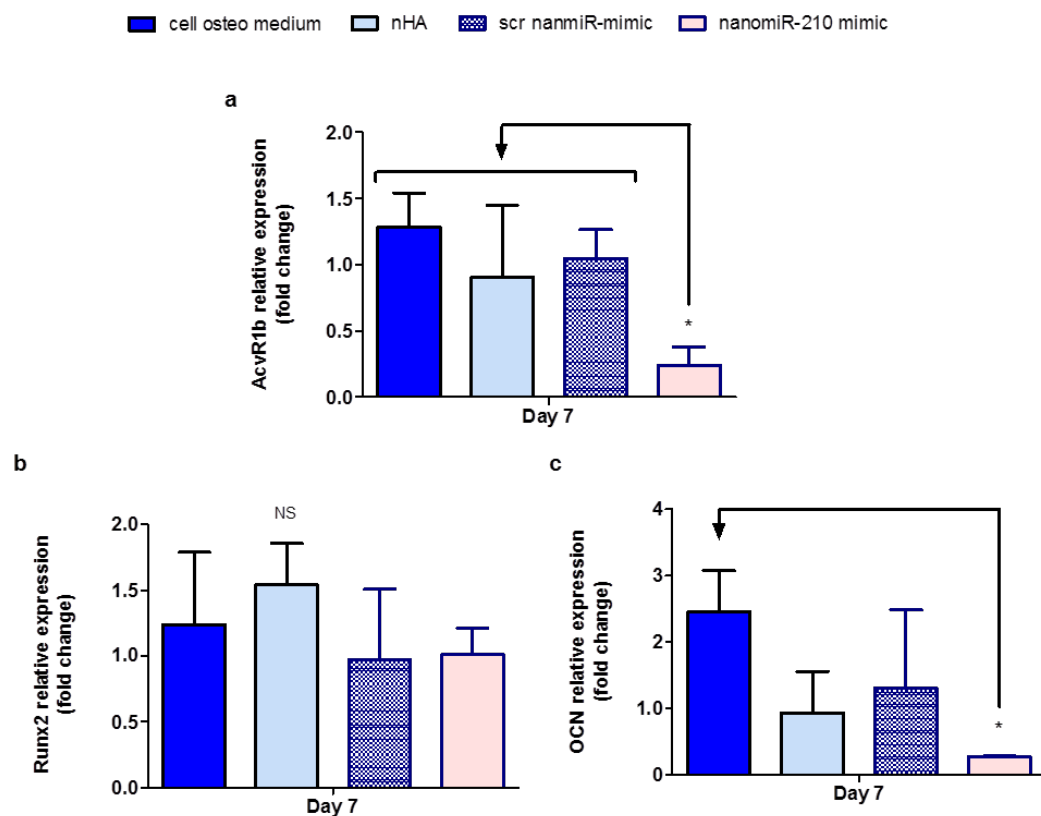 cell osteo medium nHA scr nanmiR-mimic nanomiR-210 mimic
a
AcvR1b relative expression
(fold change)
2.0
1.5
1.0
0.5
0.0
*
Day 7
b
Runx2 relative expression
(fold change)
2.0
1.5
1.0
0.5
0.0
NS
Day 7
c
OCN relative expression
(fold change)
4
3
2
1.0
0
*
Day 7